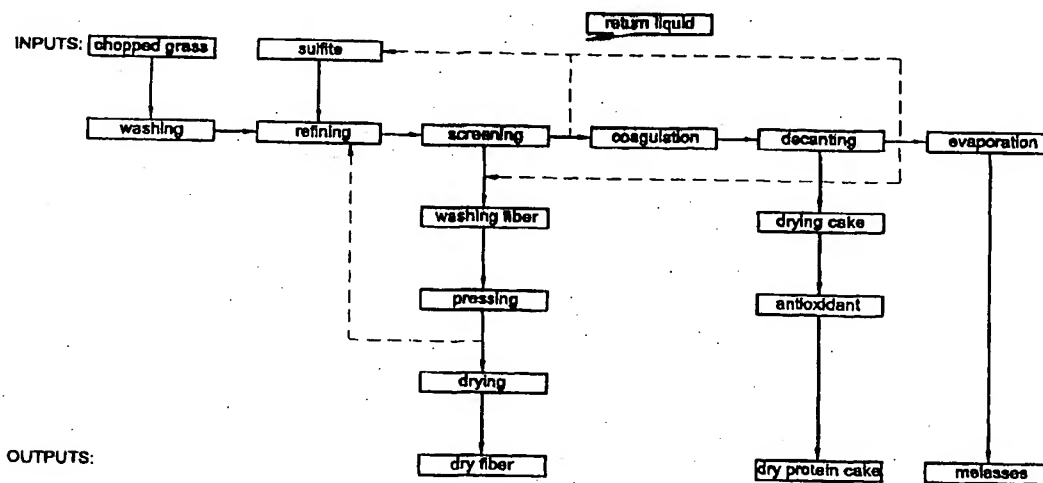 return liquid
INPUTS:
chopped grass
sulfite
washing
refining
screening
coagulation
decanting
evaporation
washing fiber
drying cake
pressing
antioxidant
drying
OUTPUTS:
dry fiber
dry protein cake
melasses